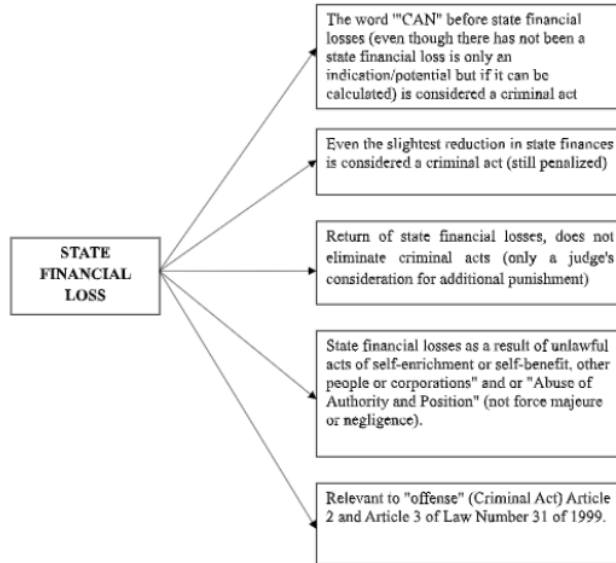 The word '"CAN" before state financial
losses (even though there has not been a
state financial loss is only an
indication/potential but if it can be
calculated) is considered a criminal act
Even the slightest reduction in state finances
is considered a criminal act (still penalized)
STATE
FINANCIAL
LOSS
Return of state financial losses, does not
eliminate criminal acts (only a judge's
consideration for additional punishment)
State financial losses as a result of unlawful
acts of self-enrichment or self-benefit, other
people or corporations" and or "Abuse of
Authority and Position" (not force majeure
or negligence).
Relevant to "offense" (Criminal Act) Article
2 and Article 3 of Law Number 31 of 1999.